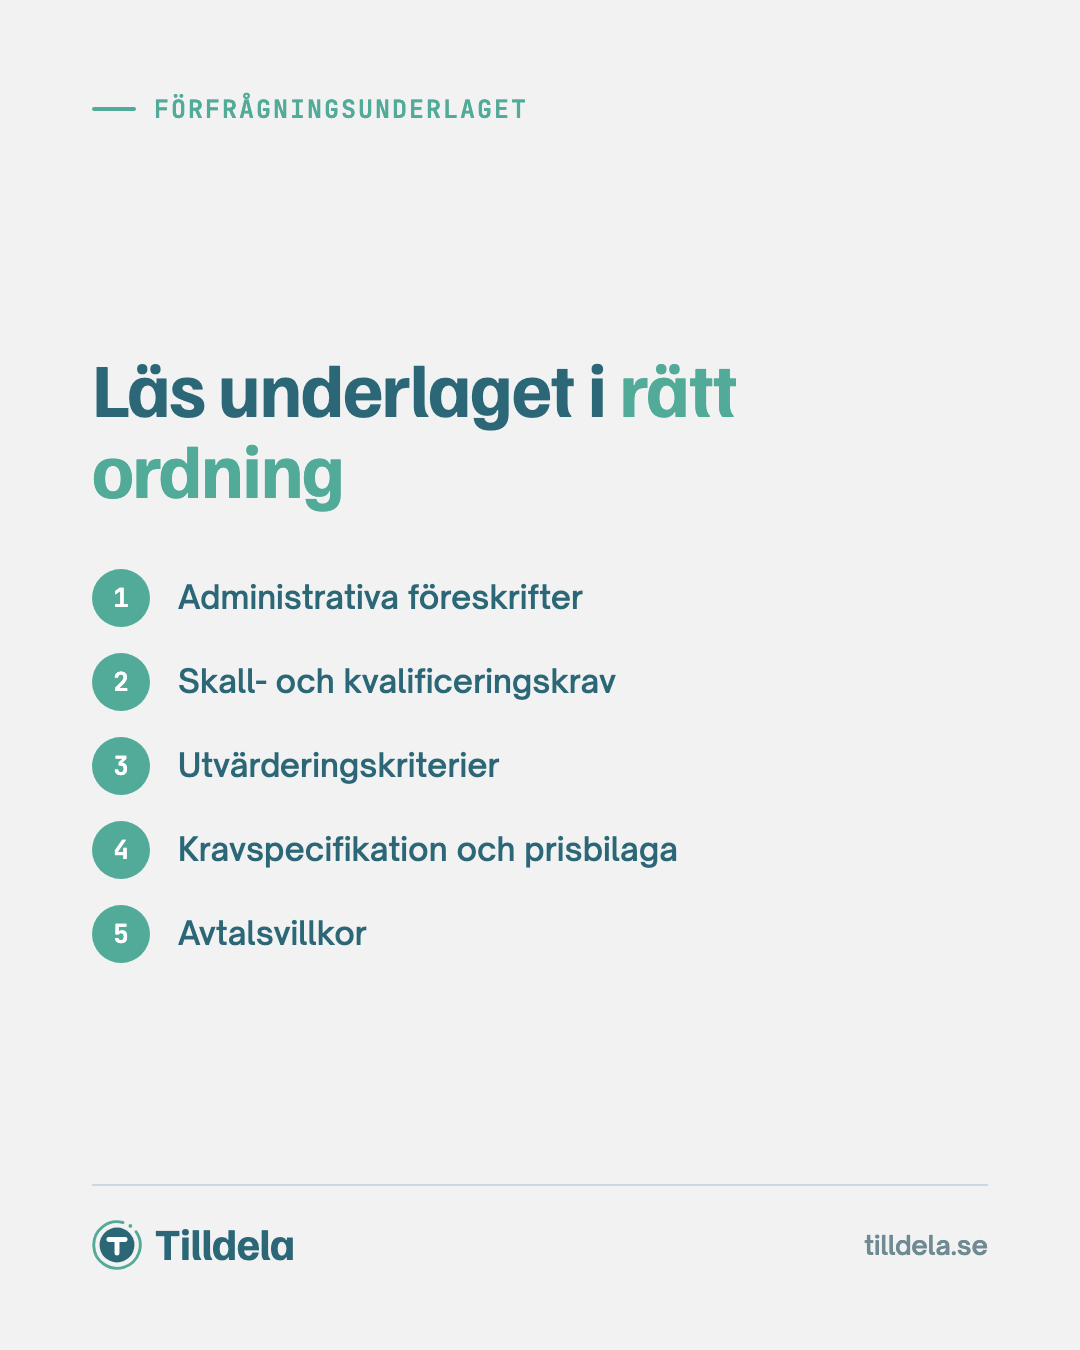 FÖRFRÅGNINGSUNDERLAGET
Läs underlaget i rätt
ordning
1 Administrativa föreskrifter
2 Skall- och kvalificeringskrav
3 Utvärderingskriterier
4 Kravspecifikation och prisbilaga
5 Avtalsvillkor
T Tilldela
tilldela.se